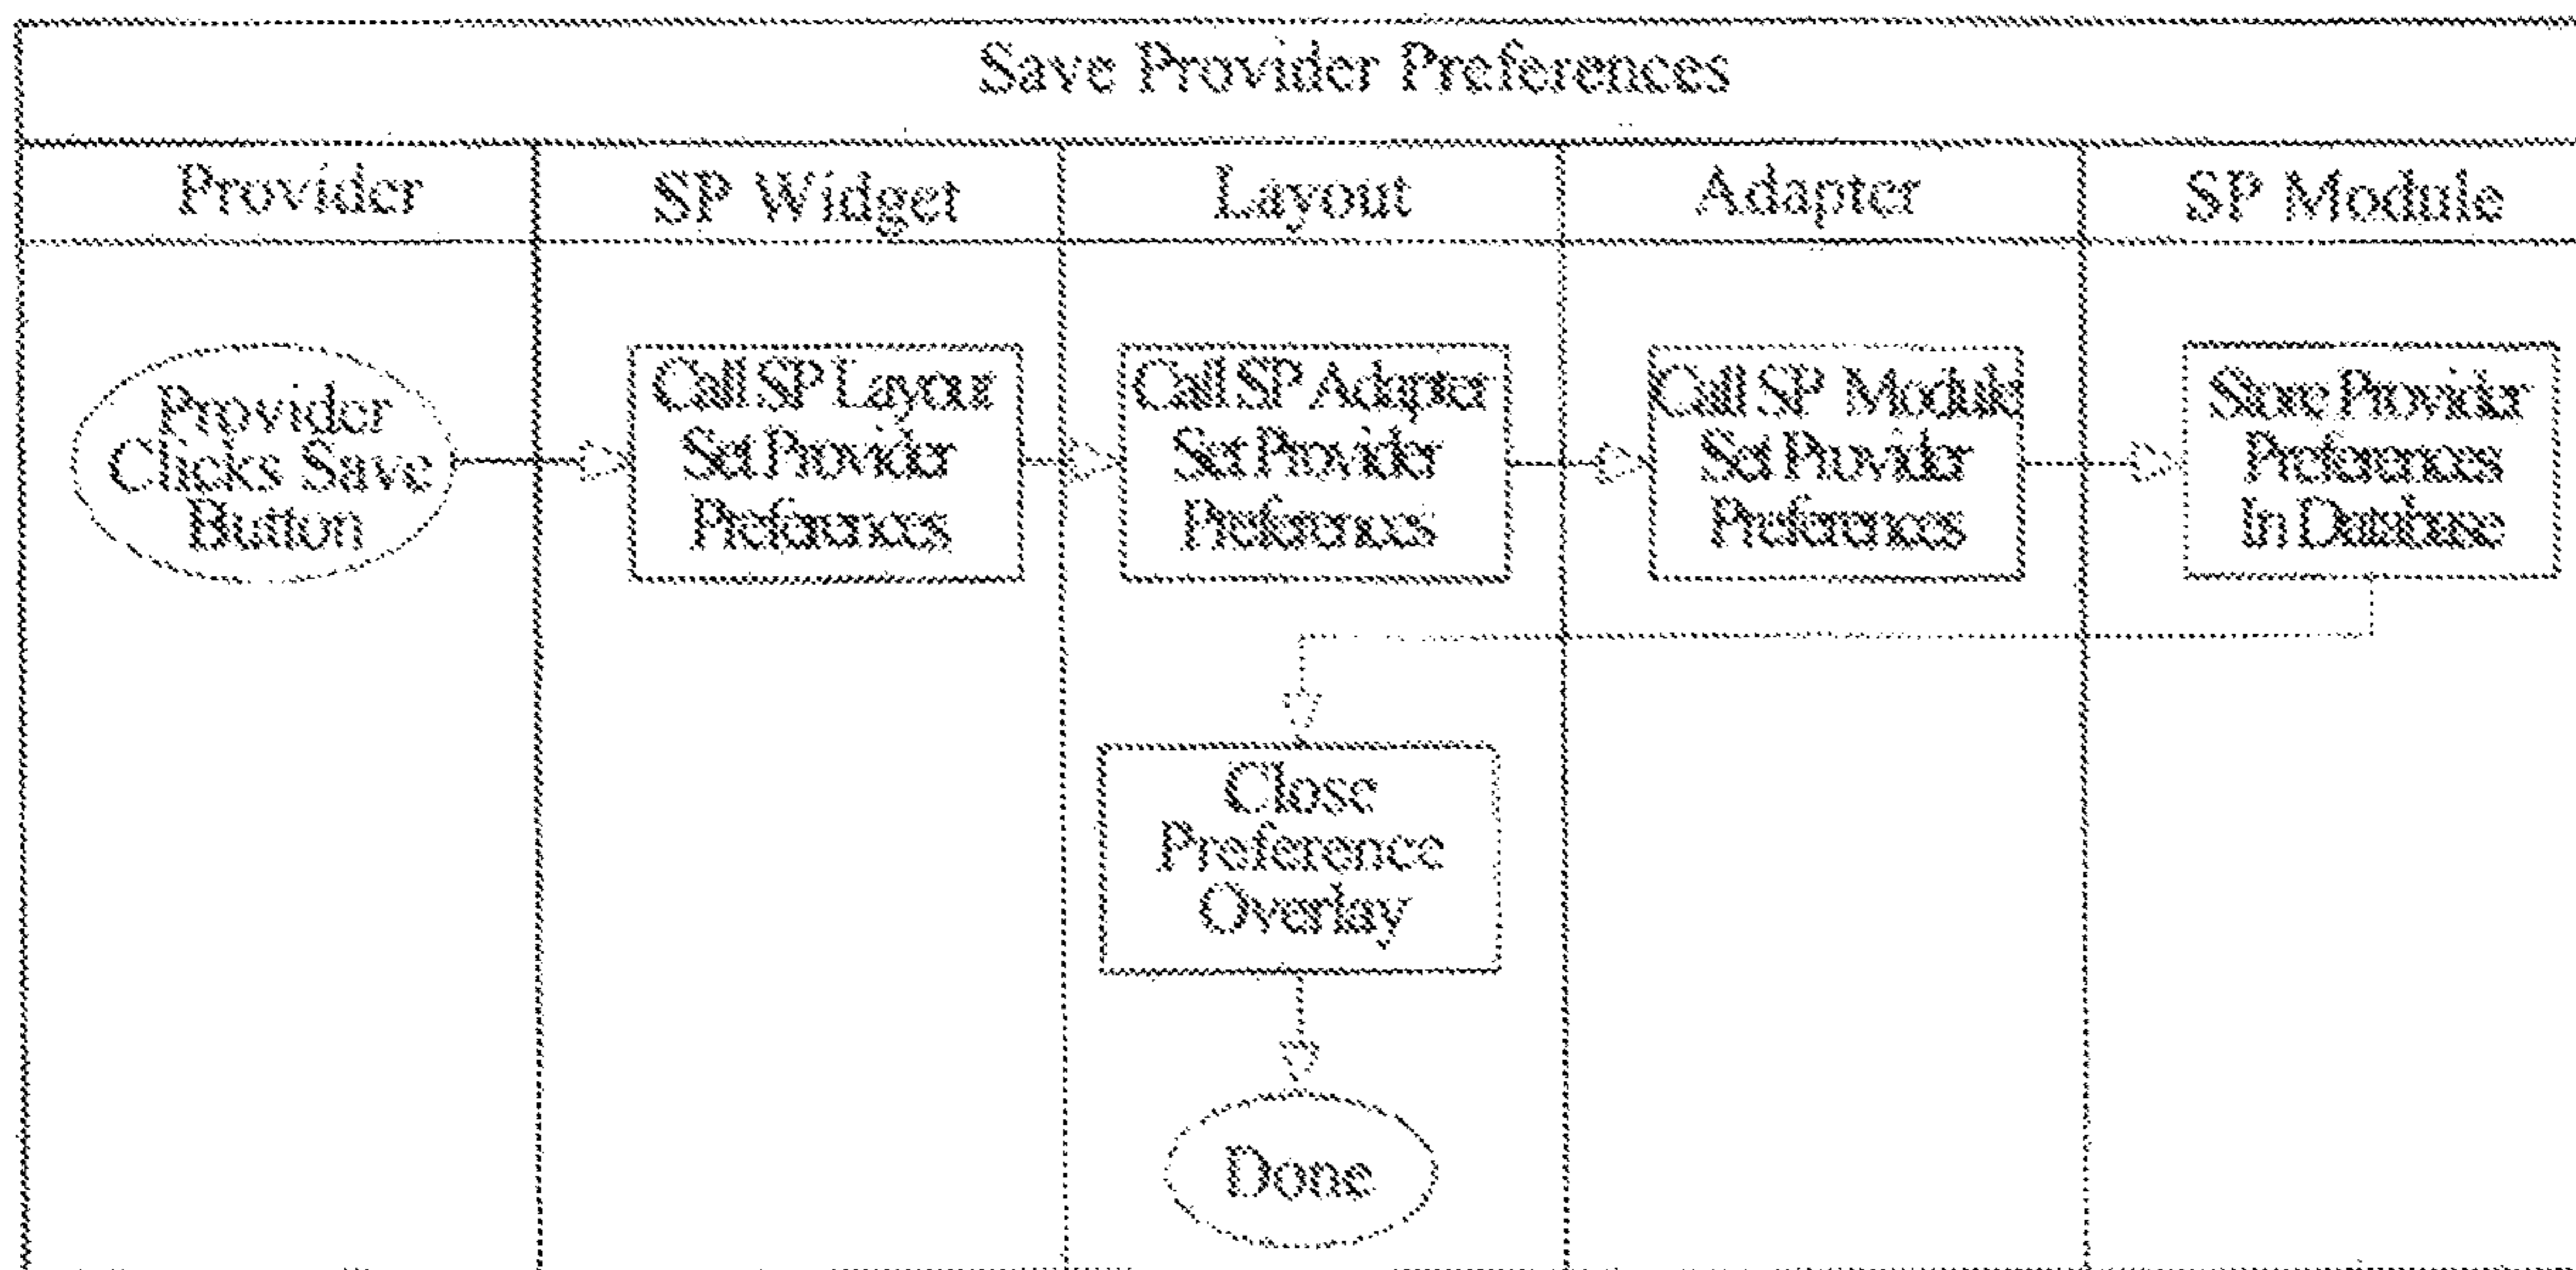 Save Provider Preferences
Provider
SP Widget
Layout
Adapter
SP Module
Provider
Clicks Save
Button
Call SP Layout
Set Provider
Preferences
Call SP Adapter
Set Provider
Preferences
Call SP Module
Set Provider
Preferences
Store Provider
Preferences
In Database
Close
Preference
Overlay
Done